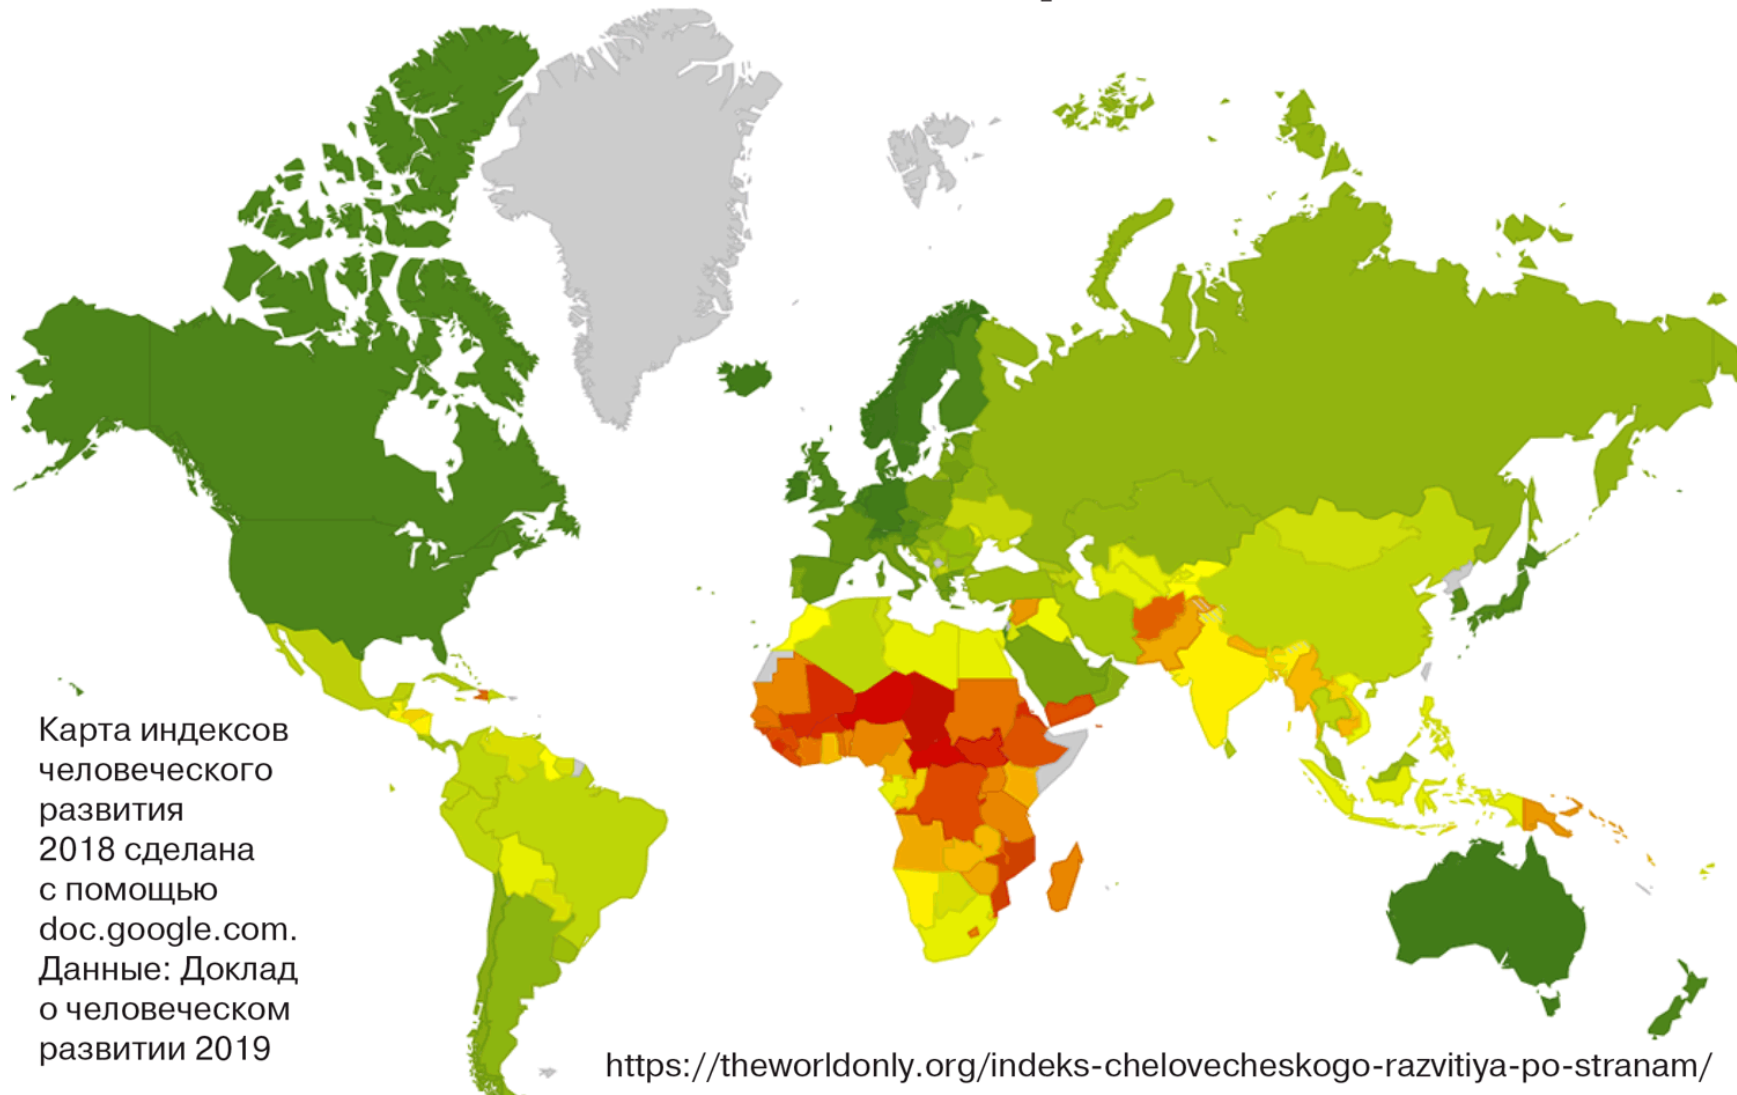 Карта индексов
человеческого
развития
2018 сделана
с помощью
doc.google.com.
Данные: Доклад
о человеческом
развитии 2019
https://theworldonly.org/indeks-chelovecheskogo-razvitiya-po-stranam/